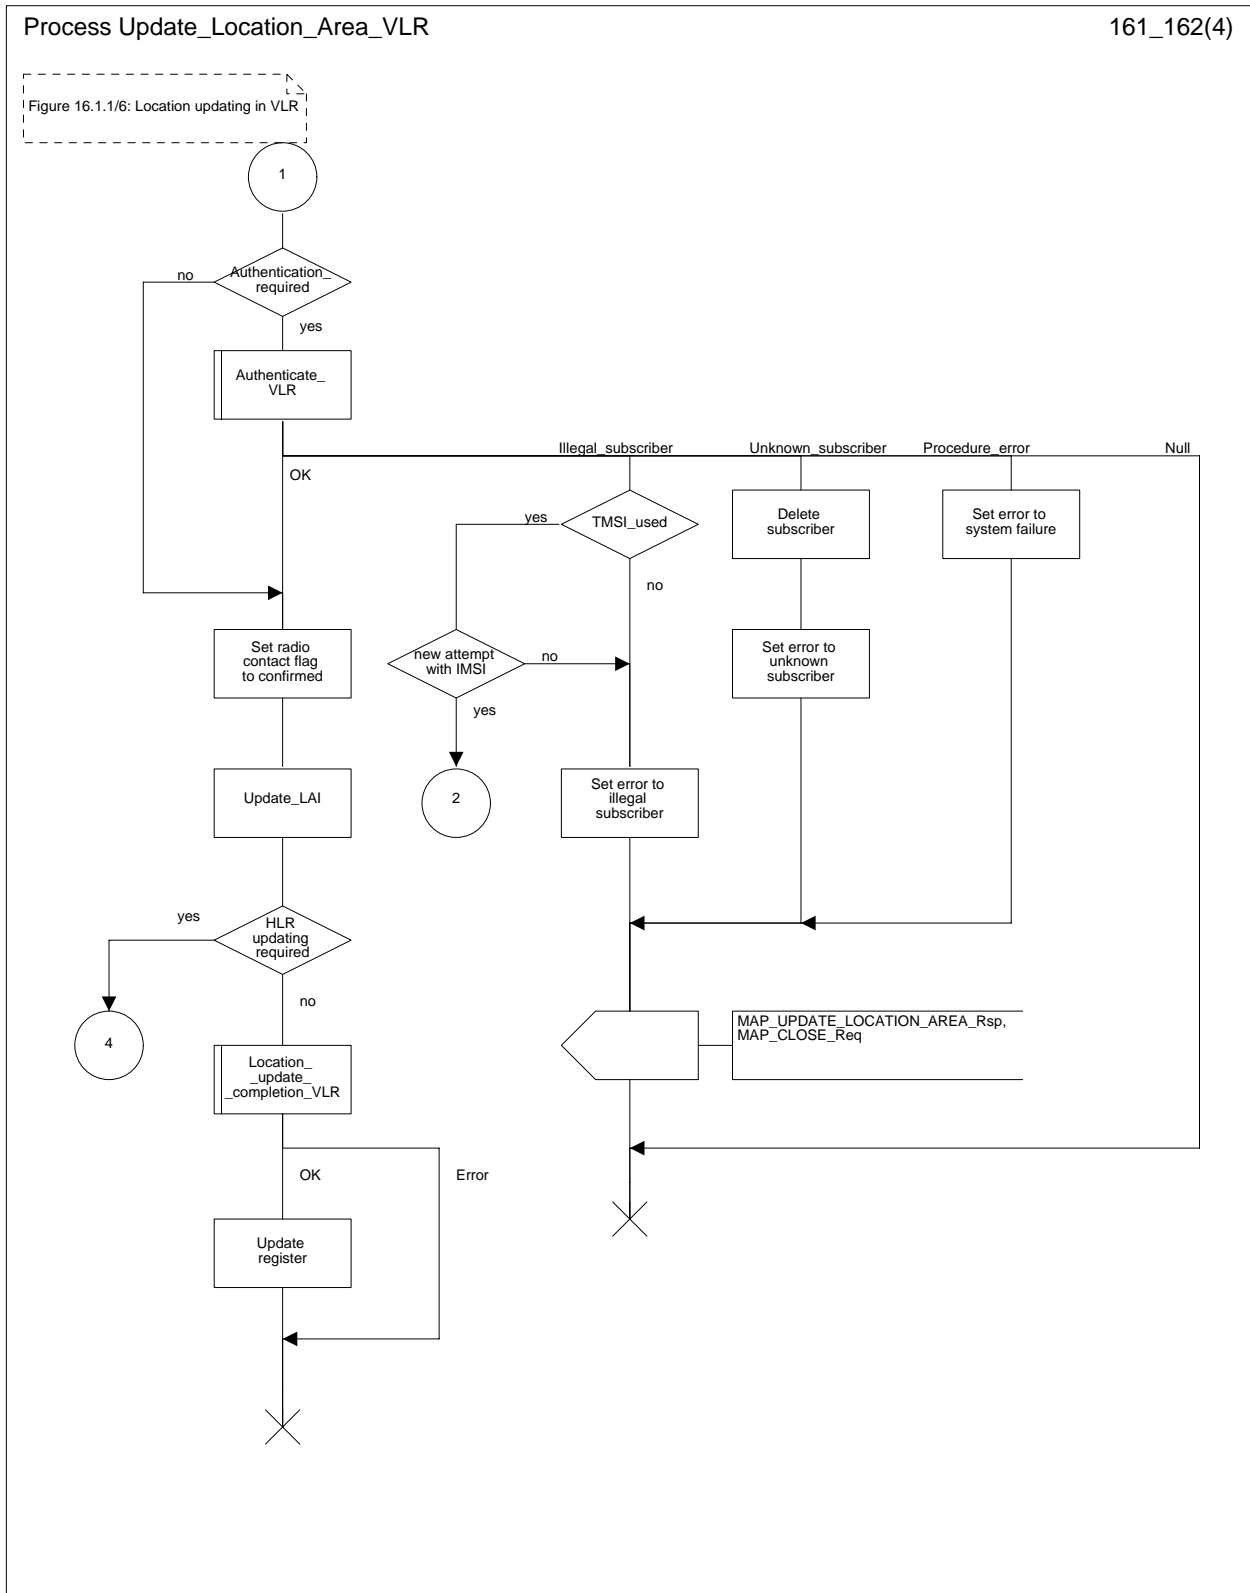 Process Update_Location_Area_VLR
161_162(4)
Figure 16.1.1/6: Location updating in VLR
1
no
Authentication_
required
yes
Authenticate_
VLR
Illegal_subscriber
Unknown_subscriber
Procedure_error
Null
OK
yes
TMSI_used
no
Delete
subscriber
Set error to
system failure
Set radio
contact flag
to confirmed
new attempt
with IMSI
no
yes
Set error to
unknown
subscriber
Update_LAI
2
Set error to
illegal
subscriber
yes
HLR
updating
required
no
4
MAP_UPDATE_LOCATION_AREA_Rsp,
MAP_CLOSE_Req
Location_
_update_
_completion_VLR
OK
Error
Update
register